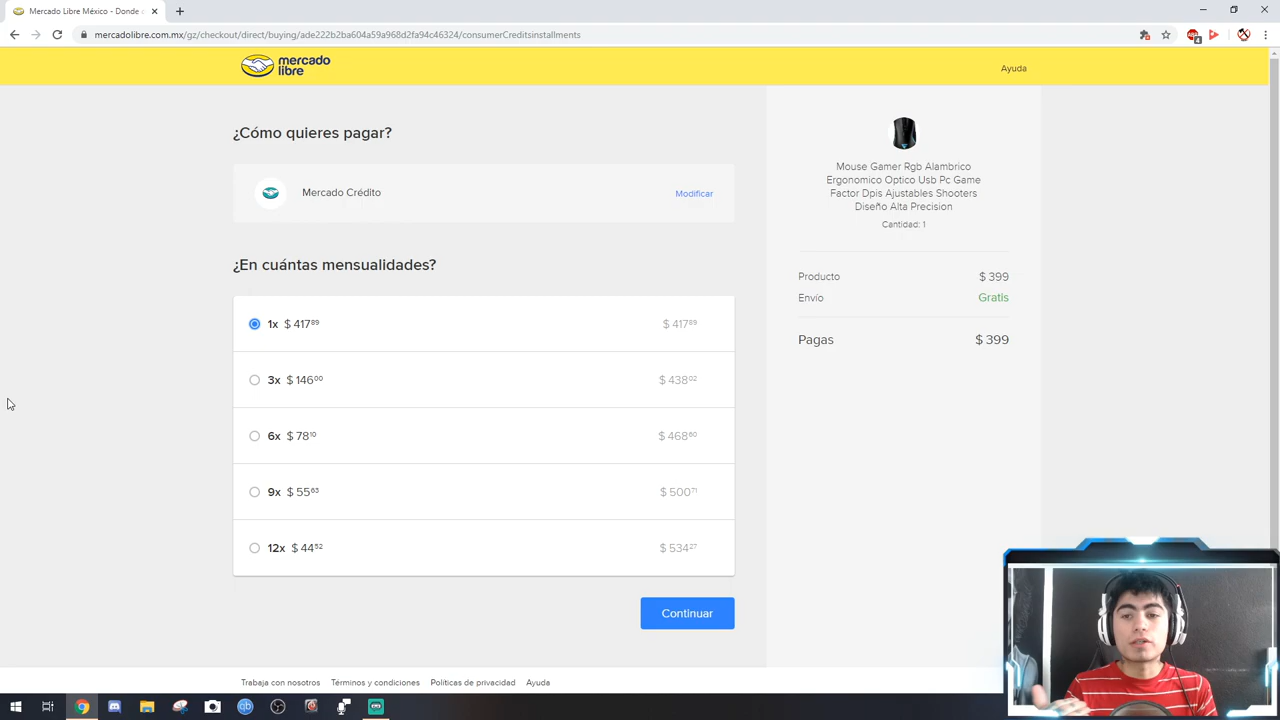 Mercado Libre México - Donde
mercadolibre.com.mx/gz/checkout/direct/buying/ade222b2ba604a59a968d2fa94c46324/consumerCreditsinstallments
mercado
libre
Ayuda
¿Cómo quieres pagar?
Mercado Crédito
Modificar
¿En cuántas mensualidades?
1x $ 417⁸⁹
$ 417⁸⁹
3x $ 146⁰⁰
$ 438⁰²
6x $ 78¹⁰
$ 468⁶⁰
9x $ 55⁶³
$ 500⁷¹
12x $ 44⁵²
$ 534²⁷
Continuar
Mouse Gamer Rgb Alambrico
Ergonomico Optico Usb Pc Game
Factor Dpis Ajustables Shooters
Diseño Alta Precision
Cantidad: 1
Producto $ 399
Envío Gratis
Pagas $ 399
Trabaja con nosotros Términos y condiciones Políticas de privacidad Ayuda